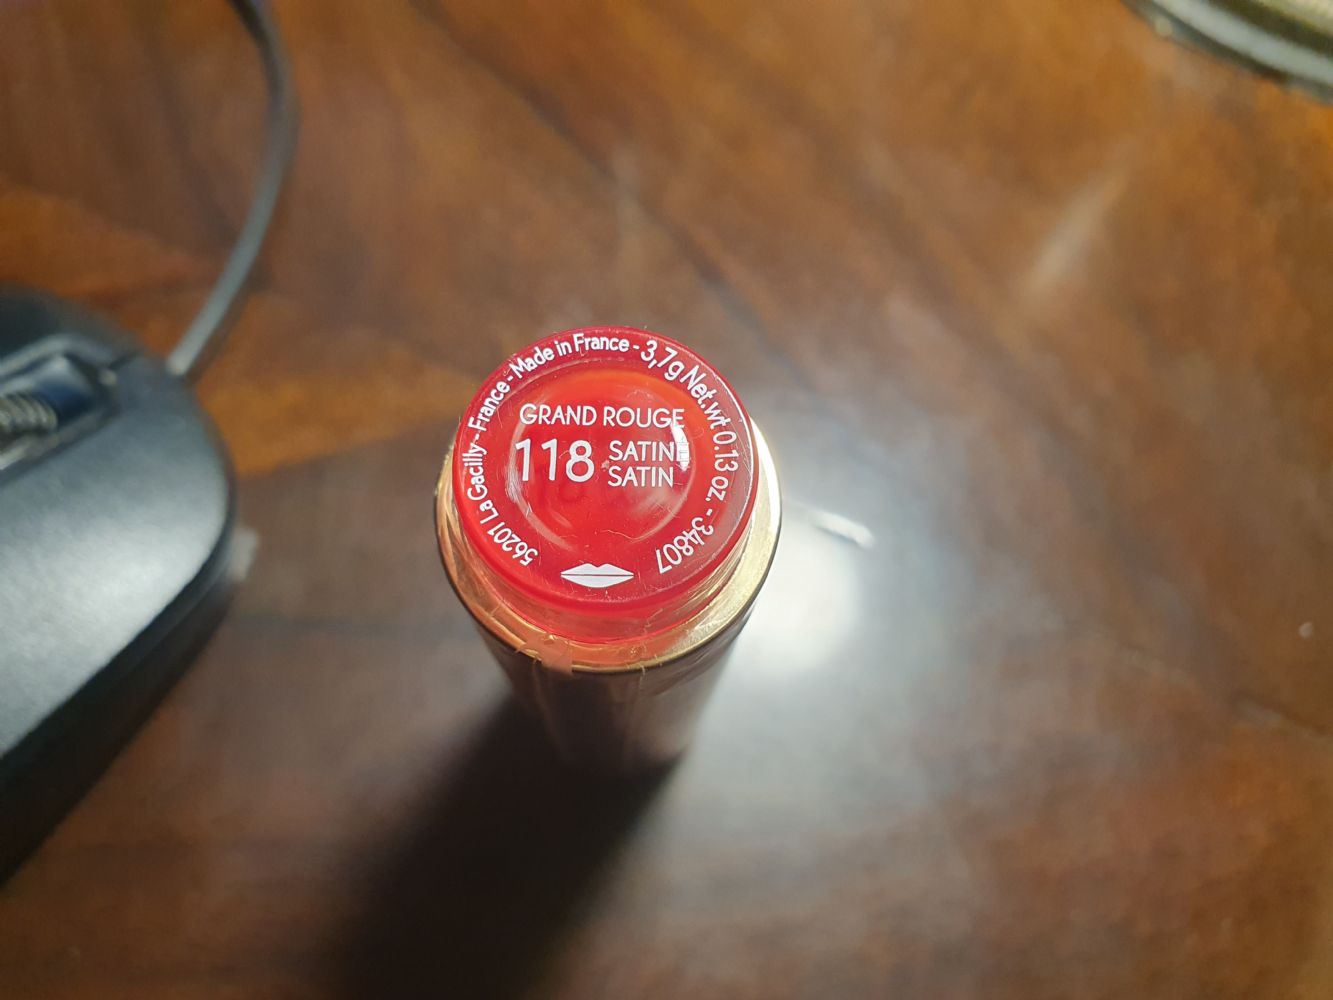 56201 La Gacilly - France - Made in France - 3,7g Net.wt 0.13 oz. - 34807
GRAND ROUGE
118 SATINÉ
SATIN